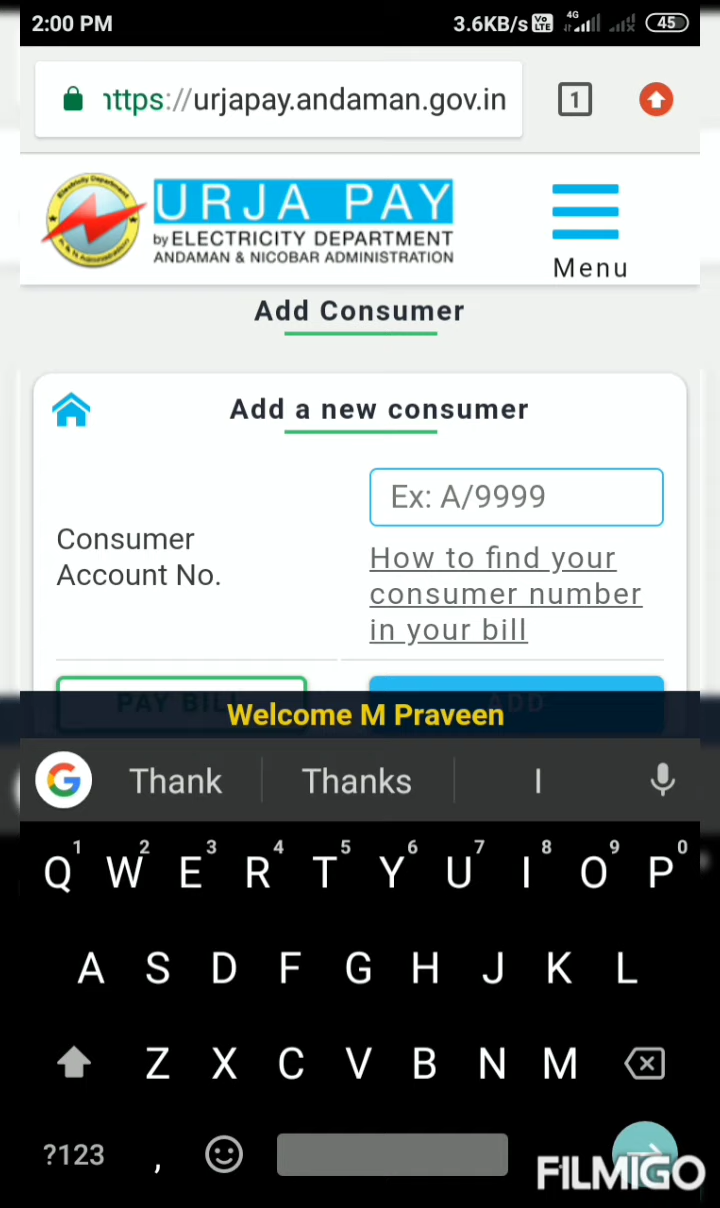 2:00 PM
3.6KB/s Vo LTE 4G 45
https://urjapay.andaman.gov.in
1
URJA PAY
by ELECTRICITY DEPARTMENT
ANDAMAN & NICOBAR ADMINISTRATION
Menu
Add Consumer
Add a new consumer
Ex: A/9999
Consumer
Account No.
How to find your
consumer number
in your bill
PAY BILL
ADD
Welcome M Praveen
Thank Thanks I
Q1 W2 E3 R4 T5 Y6 U7 I8 O9 P0
A S D F G H J K L
Z X C V B N M
?123 ,
FILMIGO